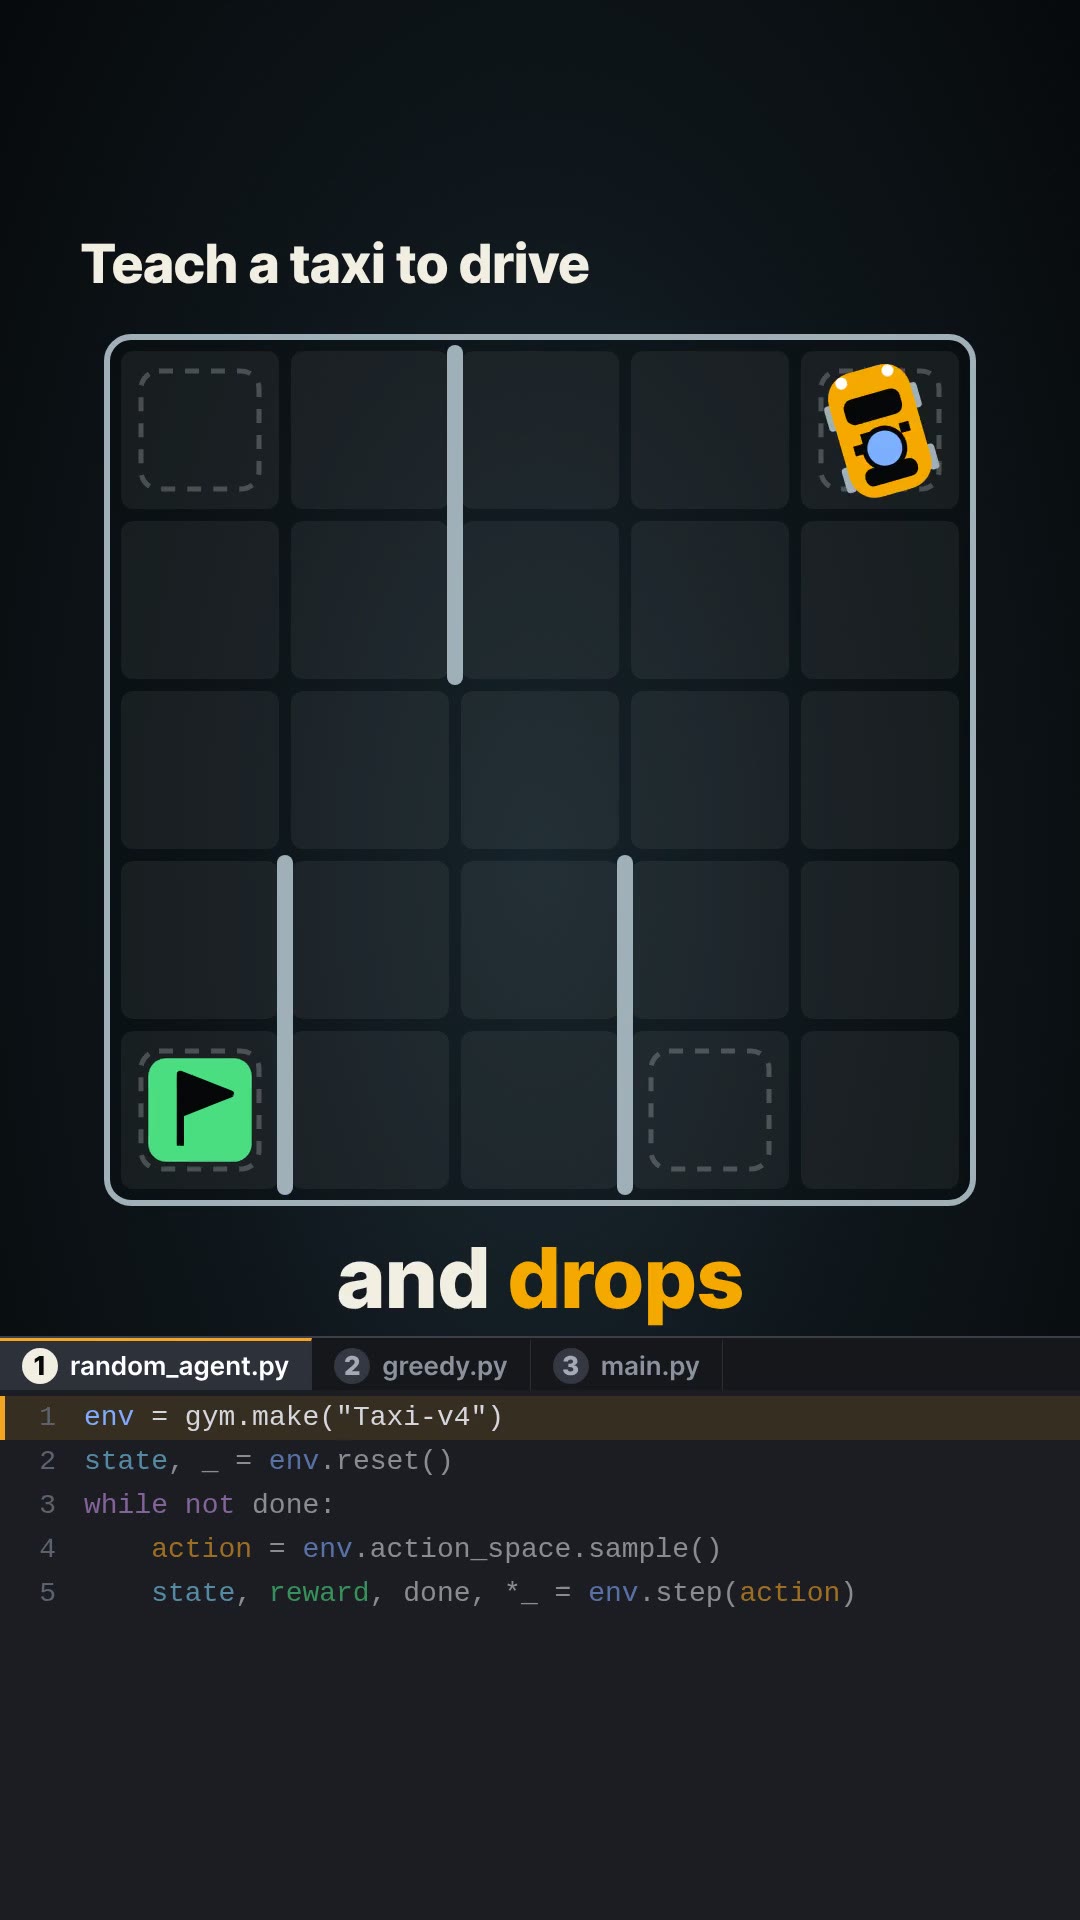 Teach a taxi to drive
and drops
1 random_agent.py 2 greedy.py 3 main.py
1 env = gym.make("Taxi-v4")
2 state, _ = env.reset()
3 while not done:
4     action = env.action_space.sample()
5     state, reward, done, *_ = env.step(action)